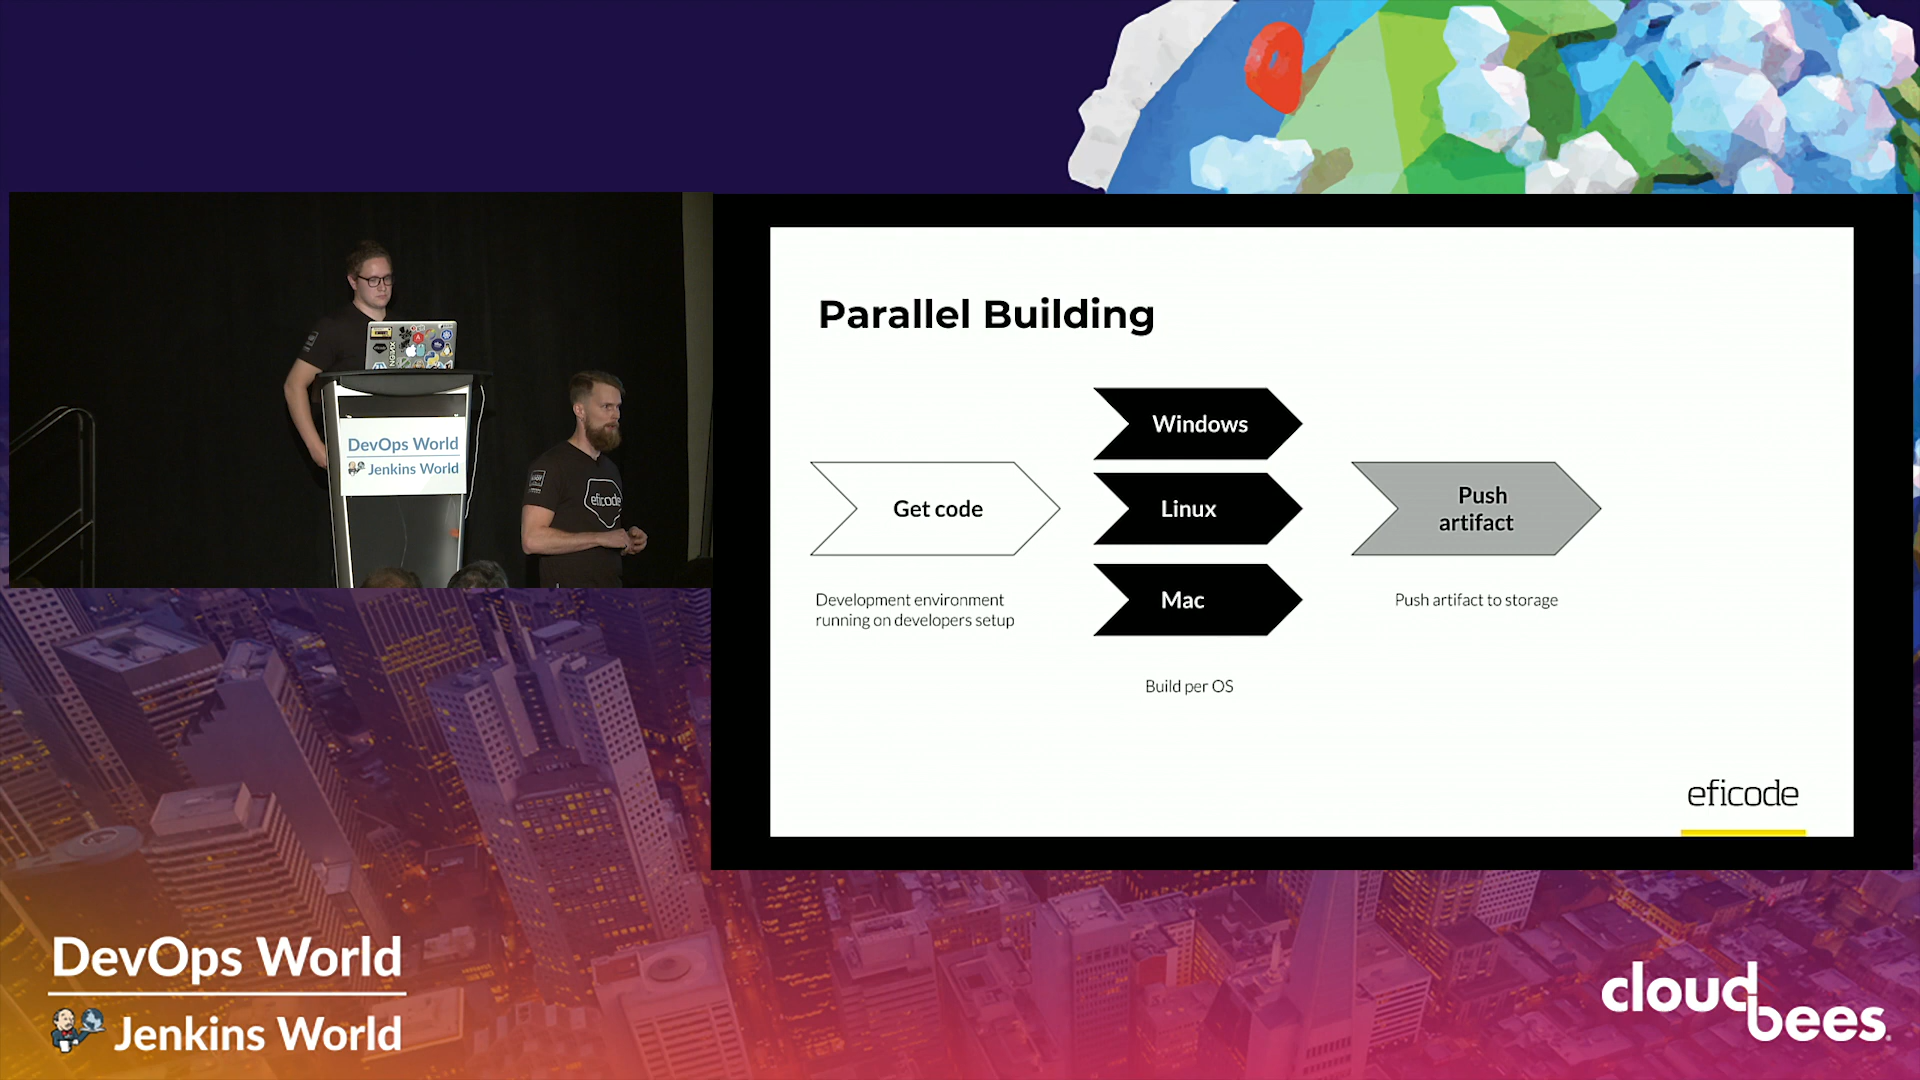 DevOps World
Jenkins World
eficode
Parallel Building
Get code
Development environment
running on developers setup
Windows
Linux
Mac
Build per OS
Push
artifact
Push artifact to storage
eficode
DevOps World
Jenkins World
cloudbees